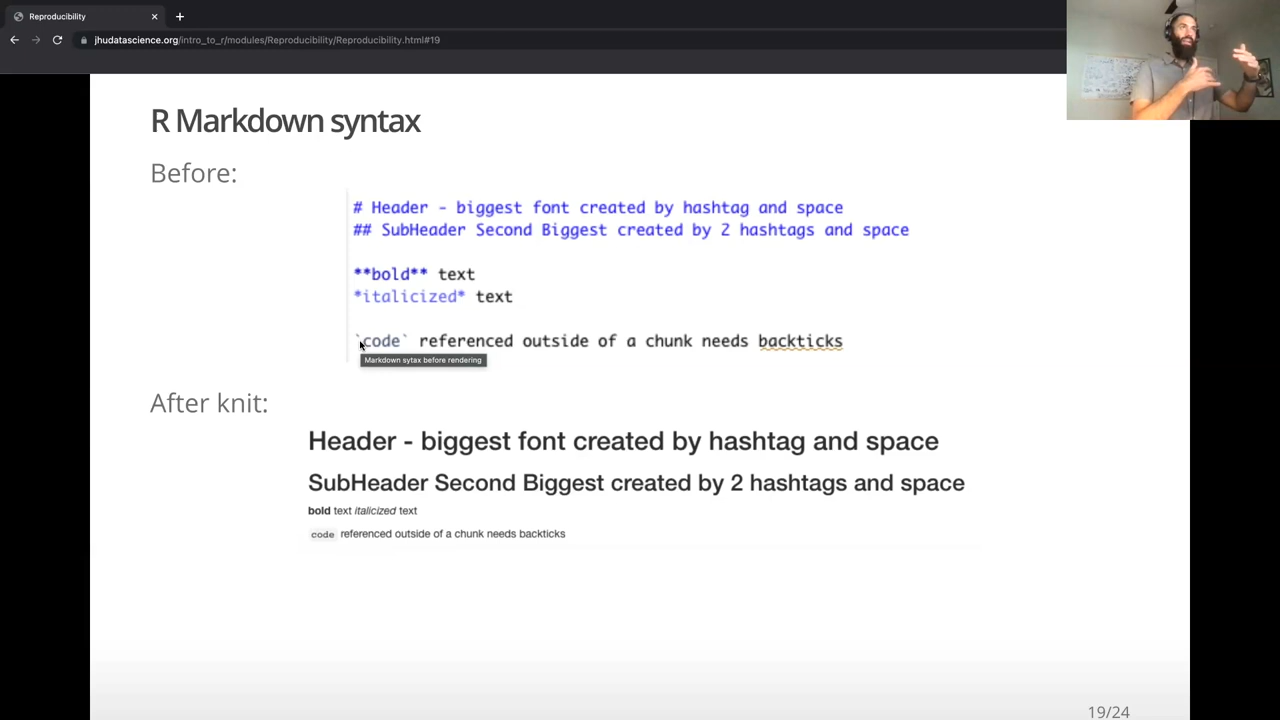 Reproducibility
jhudatascience.org/intro_to_r/modules/Reproducibility/Reproducibility.html#19
R Markdown syntax
Before:
# Header - biggest font created by hashtag and space
## SubHeader Second Biggest created by 2 hashtags and space
**bold** text
*italicized* text
`code` referenced outside of a chunk needs backticks
Markdown sytax before rendering
After knit:
Header - biggest font created by hashtag and space
SubHeader Second Biggest created by 2 hashtags and space
bold text italicized text
code referenced outside of a chunk needs backticks
19/24